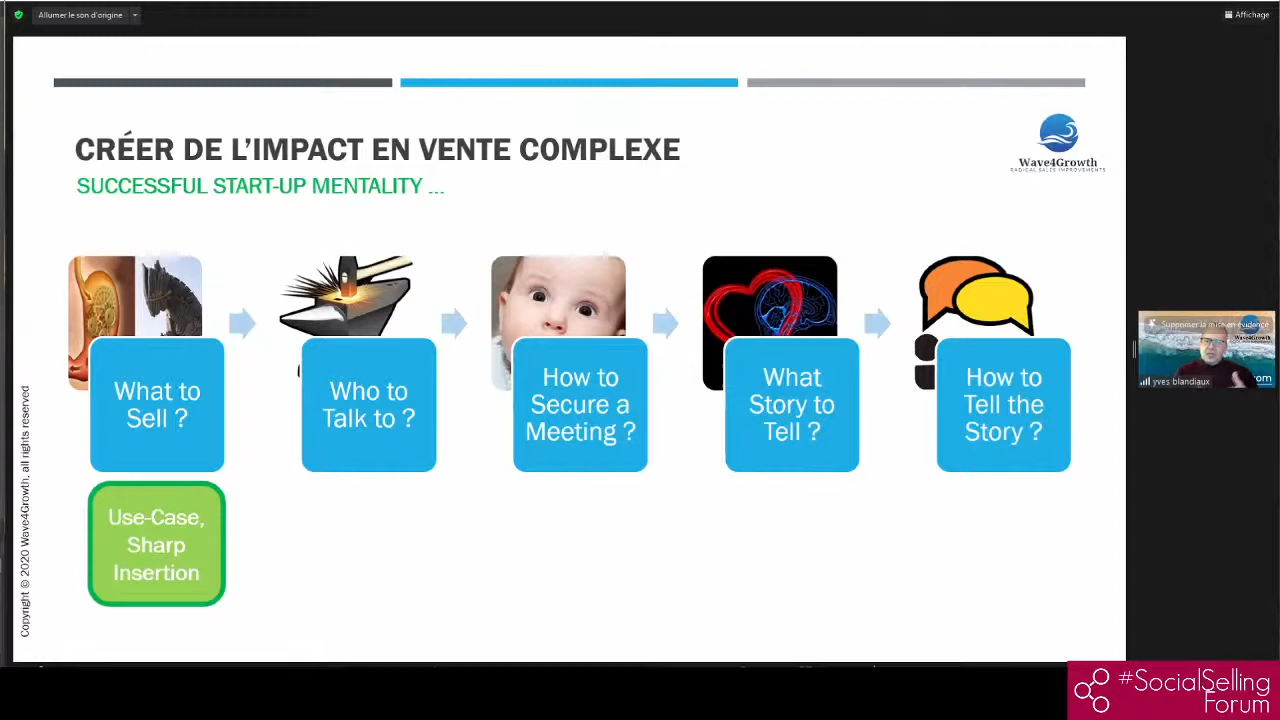 Allumer le son d'origine
Affichage
CRÉER DE L'IMPACT EN VENTE COMPLEXE
SUCCESSFUL START-UP MENTALITY ...
Wave4Growth
RADICAL SALES IMPROVEMENTS
What to
Sell ?
Who to
Talk to ?
How to
Secure a
Meeting ?
What
Story to
Tell ?
How to
Tell the
Story ?
Use-Case,
Sharp
Insertion
Copyright © 2020 Wave4Growth, all rights reserved
Supprimer la mise en évidence
Wave4Growth
om
yves blandiaux
#SocialSelling
Forum